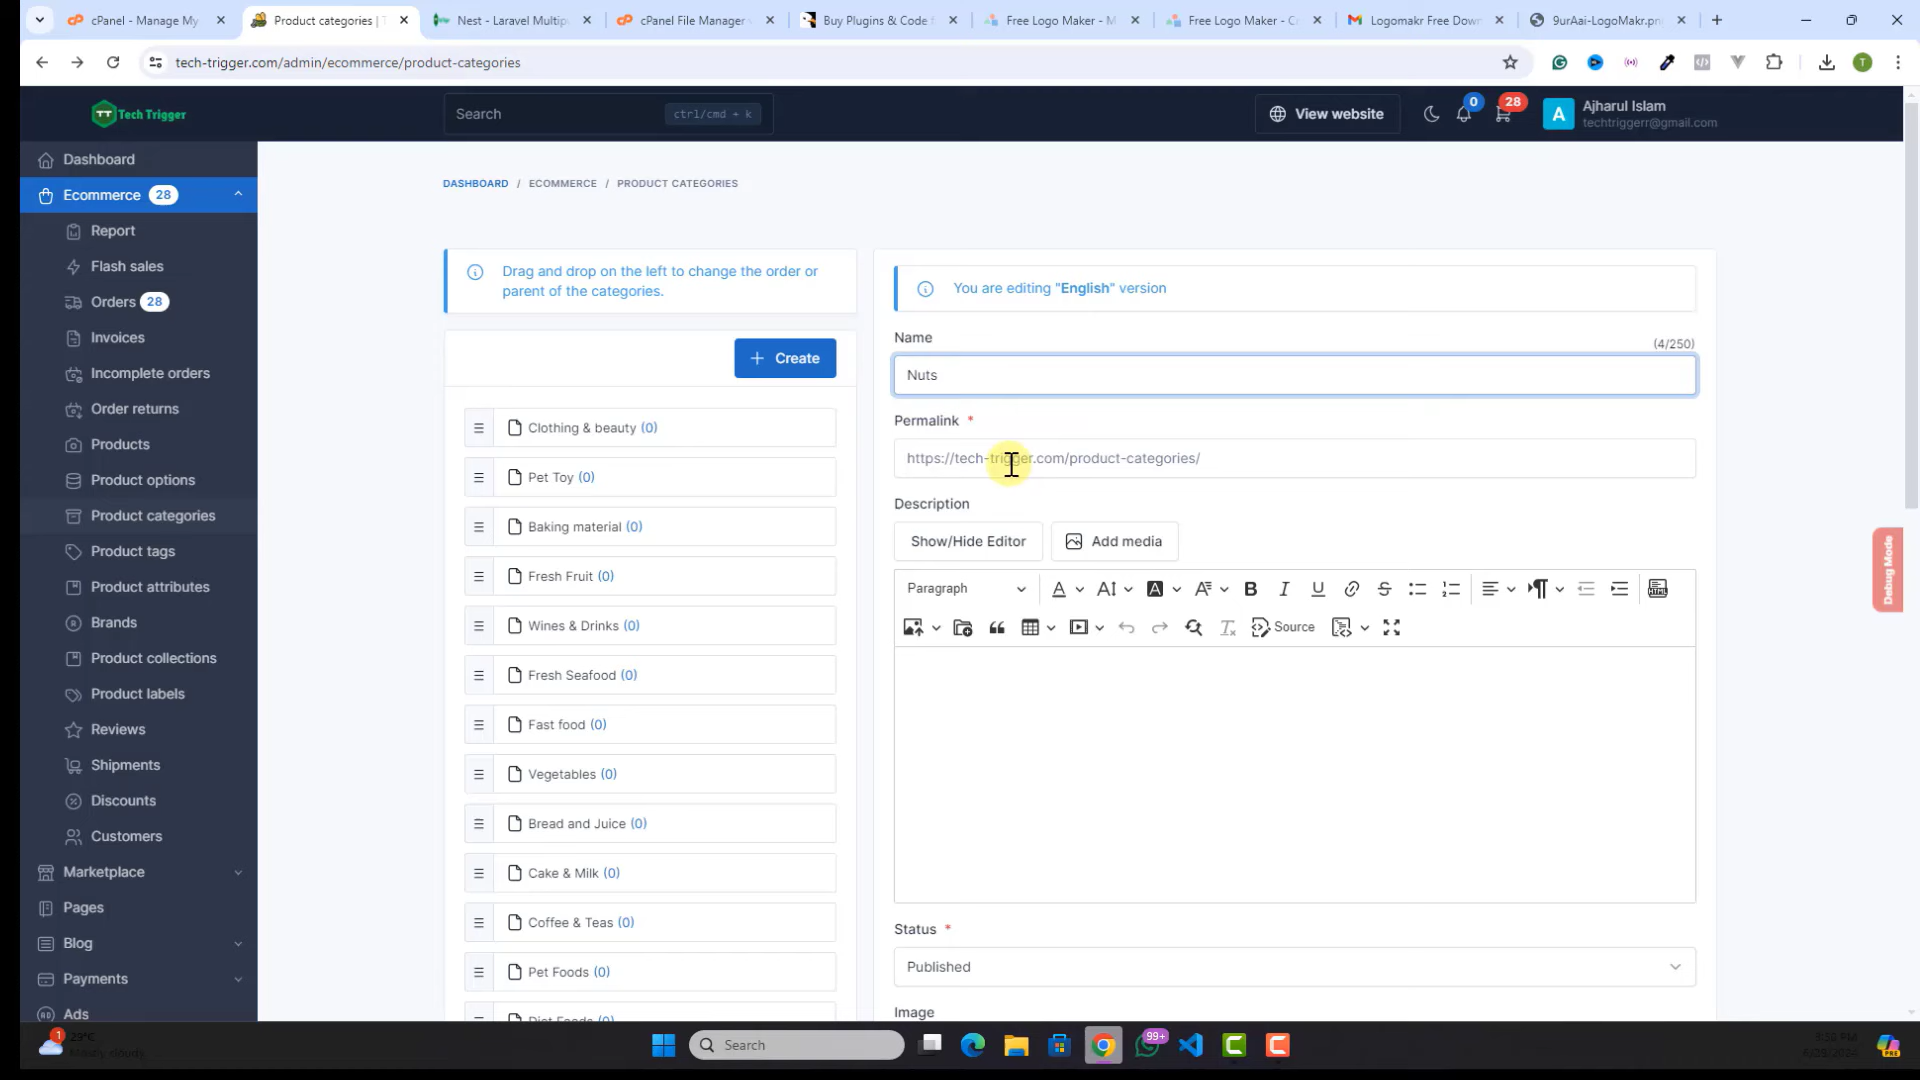 cPanel - Manage My
Product categories | T
Nest - Laravel Multip
cPanel File Manager
Buy Plugins & Code
Free Logo Maker - M
Free Logo Maker - C
Logomakr Free Down
9urAai-LogoMakr.pn
tech-trigger.com/admin/ecommerce/product-categories
T
TT Tech Trigger
Search
ctrl/cmd + k
View website
0
28
A
Ajharul Islam
techtriggerr@gmail.com
Dashboard
Ecommerce 28
Report
Flash sales
Orders 28
Invoices
Incomplete orders
Order returns
Products
Product options
Product categories
Product tags
Product attributes
Brands
Product collections
Product labels
Reviews
Shipments
Discounts
Customers
Marketplace
Pages
Blog
Payments
Ads
DASHBOARD / ECOMMERCE / PRODUCT CATEGORIES
Drag and drop on the left to change the order or
parent of the categories.
Create
Clothing & beauty (0)
Pet Toy (0)
Baking material (0)
Fresh Fruit (0)
Wines & Drinks (0)
Fresh Seafood (0)
Fast food (0)
Vegetables (0)
Bread and Juice (0)
Cake & Milk (0)
Coffee & Teas (0)
Pet Foods (0)
Diet Foods (0)
You are editing "English" version
Name
(4/250)
Nuts
Permalink *
https://tech-trigger.com/product-categories/
Description
Show/Hide Editor
Add media
Paragraph
Source
Status *
Published
Image
Debug Mode
1
29°C
Mostly cloudy
Search
99+
PRE